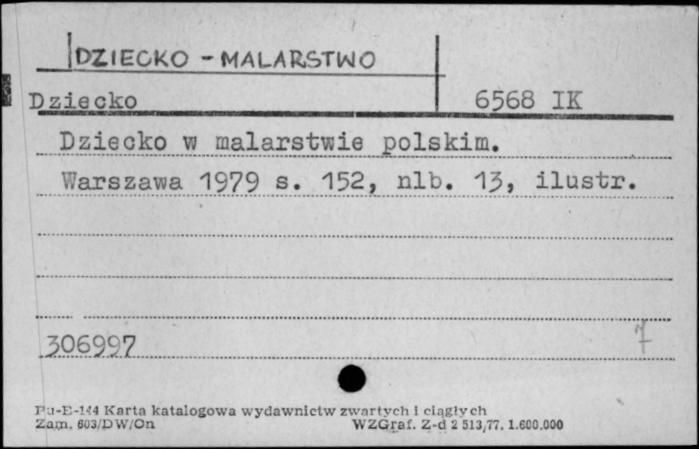 DZIECKO - MALARSTWO
Dziecko 6568 IK
Dziecko w malarstwie polskim.
Warszawa 1979 s. 152, nlb. 13, ilustr.
306997 7
Pu-E-144 Karta katalogowa wydawnictw zwartych i ciągłych
Zam. 603/DW/On WZGraf. Z-d 2 513,77. 1.600.000